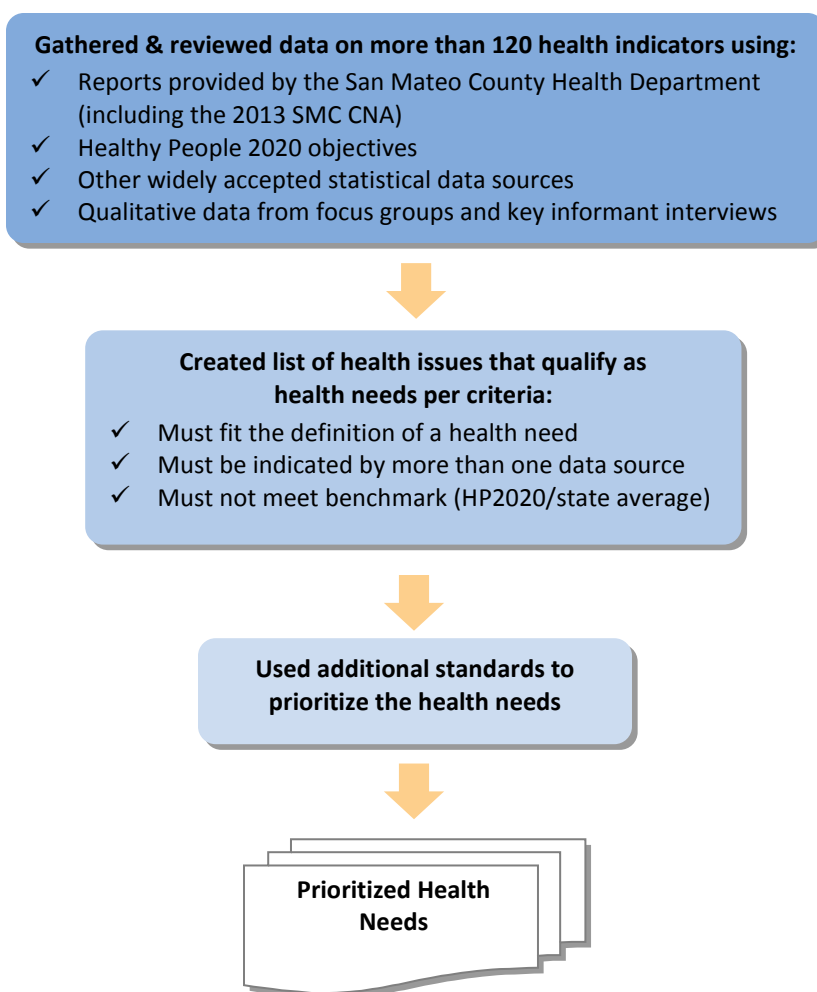 Gathered & reviewed data on more than 120 health indicators using:
✓ Reports provided by the San Mateo County Health Department
(including the 2013 SMC CNA)
✓ Healthy People 2020 objectives
✓ Other widely accepted statistical data sources
✓ Qualitative data from focus groups and key informant interviews
Created list of health issues that qualify as
health needs per criteria:
✓ Must fit the definition of a health need
✓ Must be indicated by more than one data source
✓ Must not meet benchmark (HP2020/state average)
Used additional standards to
prioritize the health needs
Prioritized Health
Needs